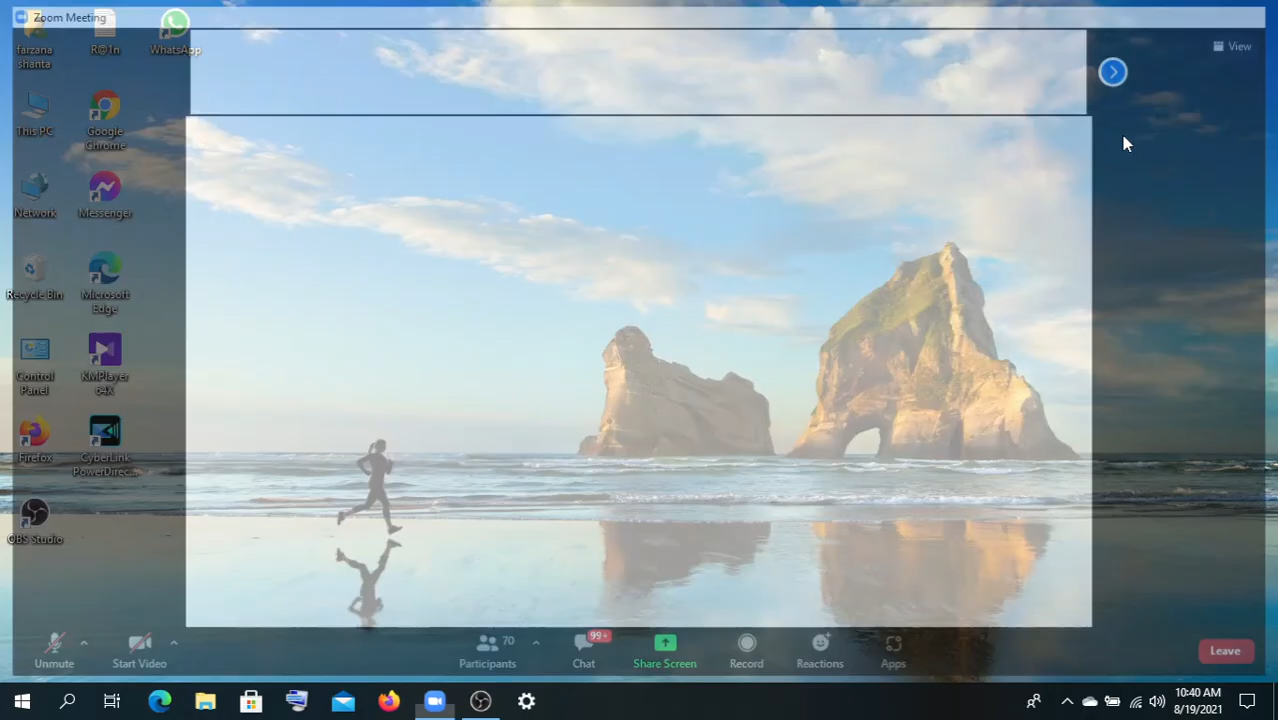 Zoom Meeting
farzana
shanta
R@1n
WhatsApp
View
This PC
Google
Chrome
Network
Messenger
Recycle Bin
Microsoft
Edge
Control
Panel
KMPlayer
64X
Firefox
CyberLink
PowerDirec...
OBS Studio
Unmute
Start Video
Participants
70
Chat
99+
Share Screen
Record
Reactions
Apps
Leave
10:40 AM
8/19/2021